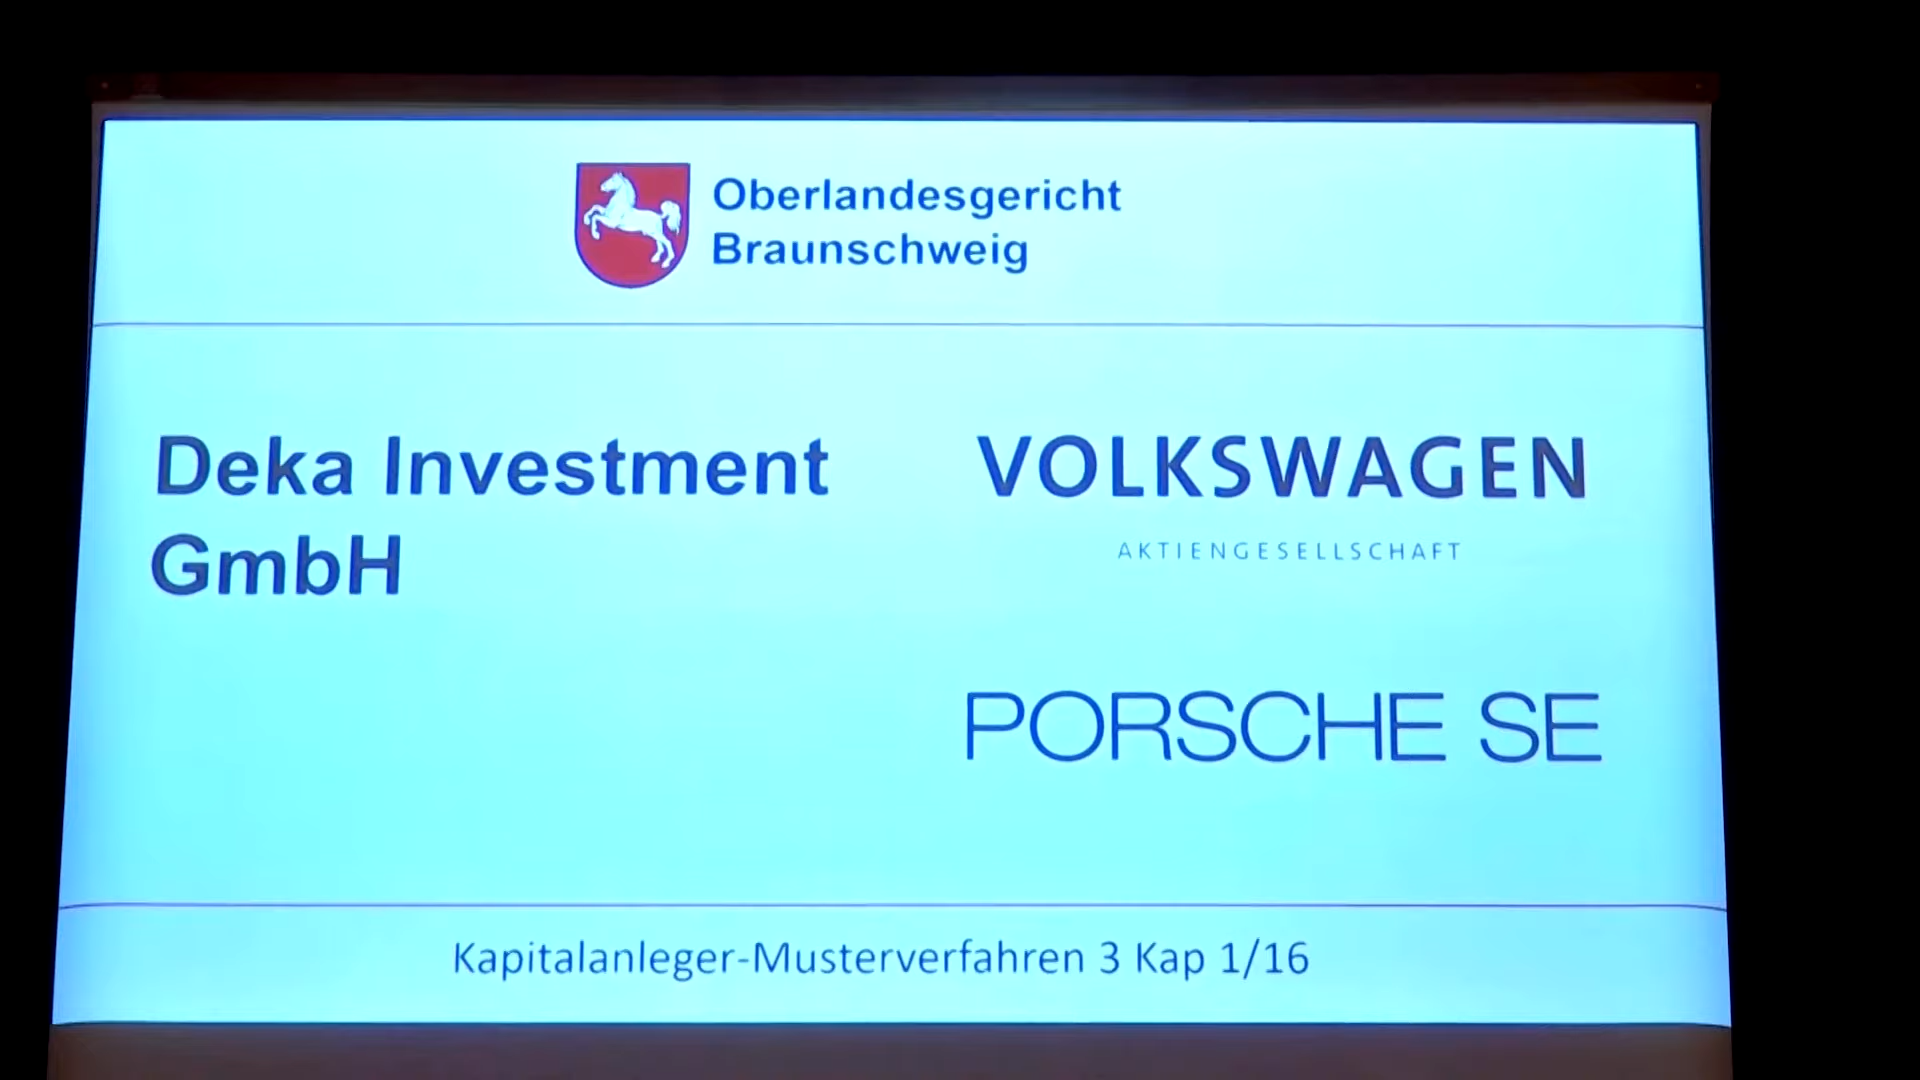 Oberlandesgericht
Braunschweig
Deka Investment
GmbH
VOLKSWAGEN
AKTIENGESELLSCHAFT
PORSCHE SE
Kapitalanleger-Musterverfahren 3 Kap 1/16